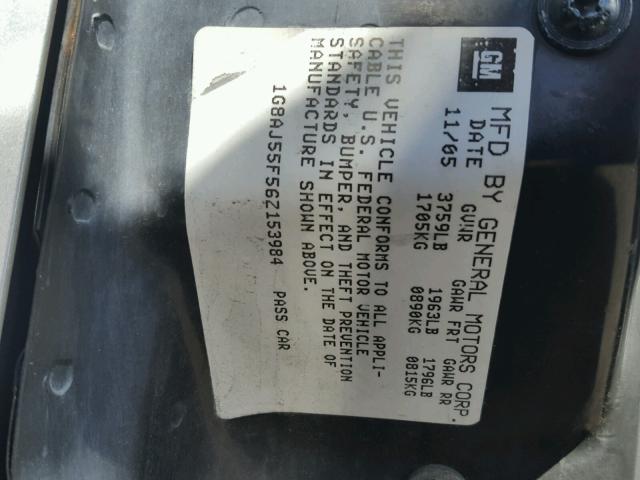 GM
MFD BY GENERAL MOTORS CORP.
DATE GVWR GAWR FRT GAWR RR
11/05 3759LB 1963LB 1796LB
1705KG 0890KG 0815KG
THIS VEHICLE CONFORMS TO ALL APPLI-
CABLE U.S. FEDERAL MOTOR VEHICLE
SAFETY, BUMPER, AND THEFT PREVENTION
STANDARDS IN EFFECT ON THE DATE OF
MANUFACTURE SHOWN ABOVE.
1G8AJ55F56Z153984 PASS CAR